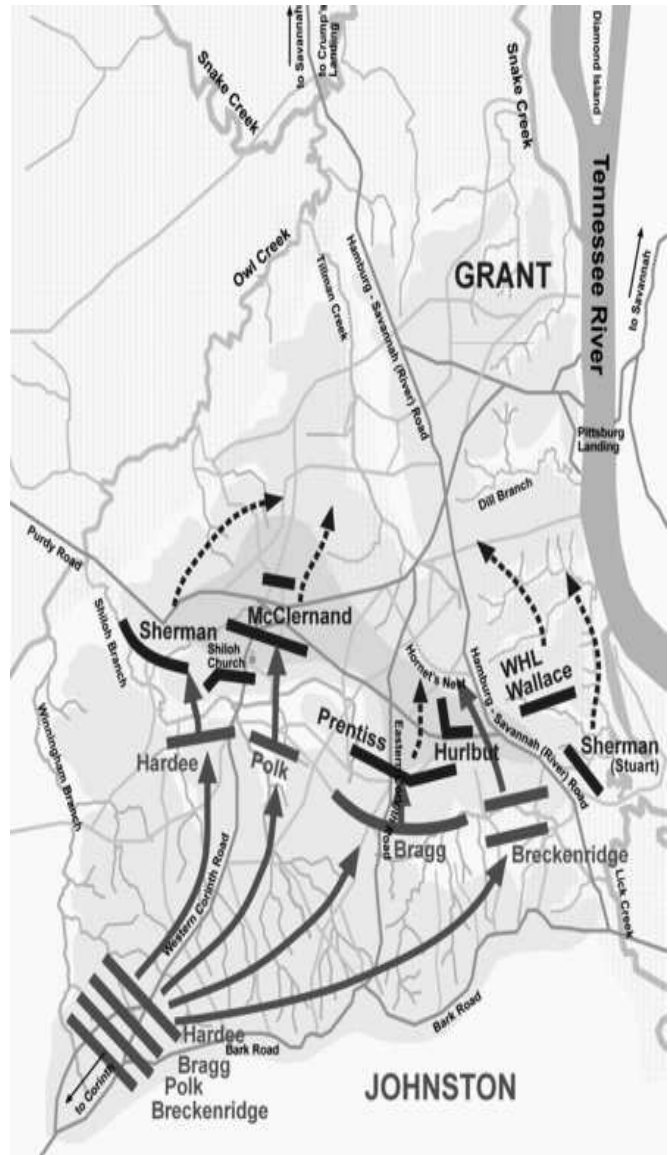 to Savannah
to Crump's
Landing
Diamond Island
Snake Creek
Snake Creek
Tennessee River
Owl Creek
Tillman Creek
Hamburg - Savannah (River) Road
GRANT
to Savannah
Pittsburg
Landing
Dill Branch
Purdy Road
Shiloh Branch
Sherman
McClernand
Shiloh
Church
Hornet's Nest
WHL
Wallace
Hamburg - Savannah (River) Road
Winningham Branch
Prentiss
Hurlbut
Sherman
(Stuart)
Hardee
Polk
Eastern
Road
Bragg
Breckenridge
Lick Creek
Western Corinth Road
Bark Road
Hardee
Bark Road
Bragg
Polk
Breckenridge
to Corinth
JOHNSTON